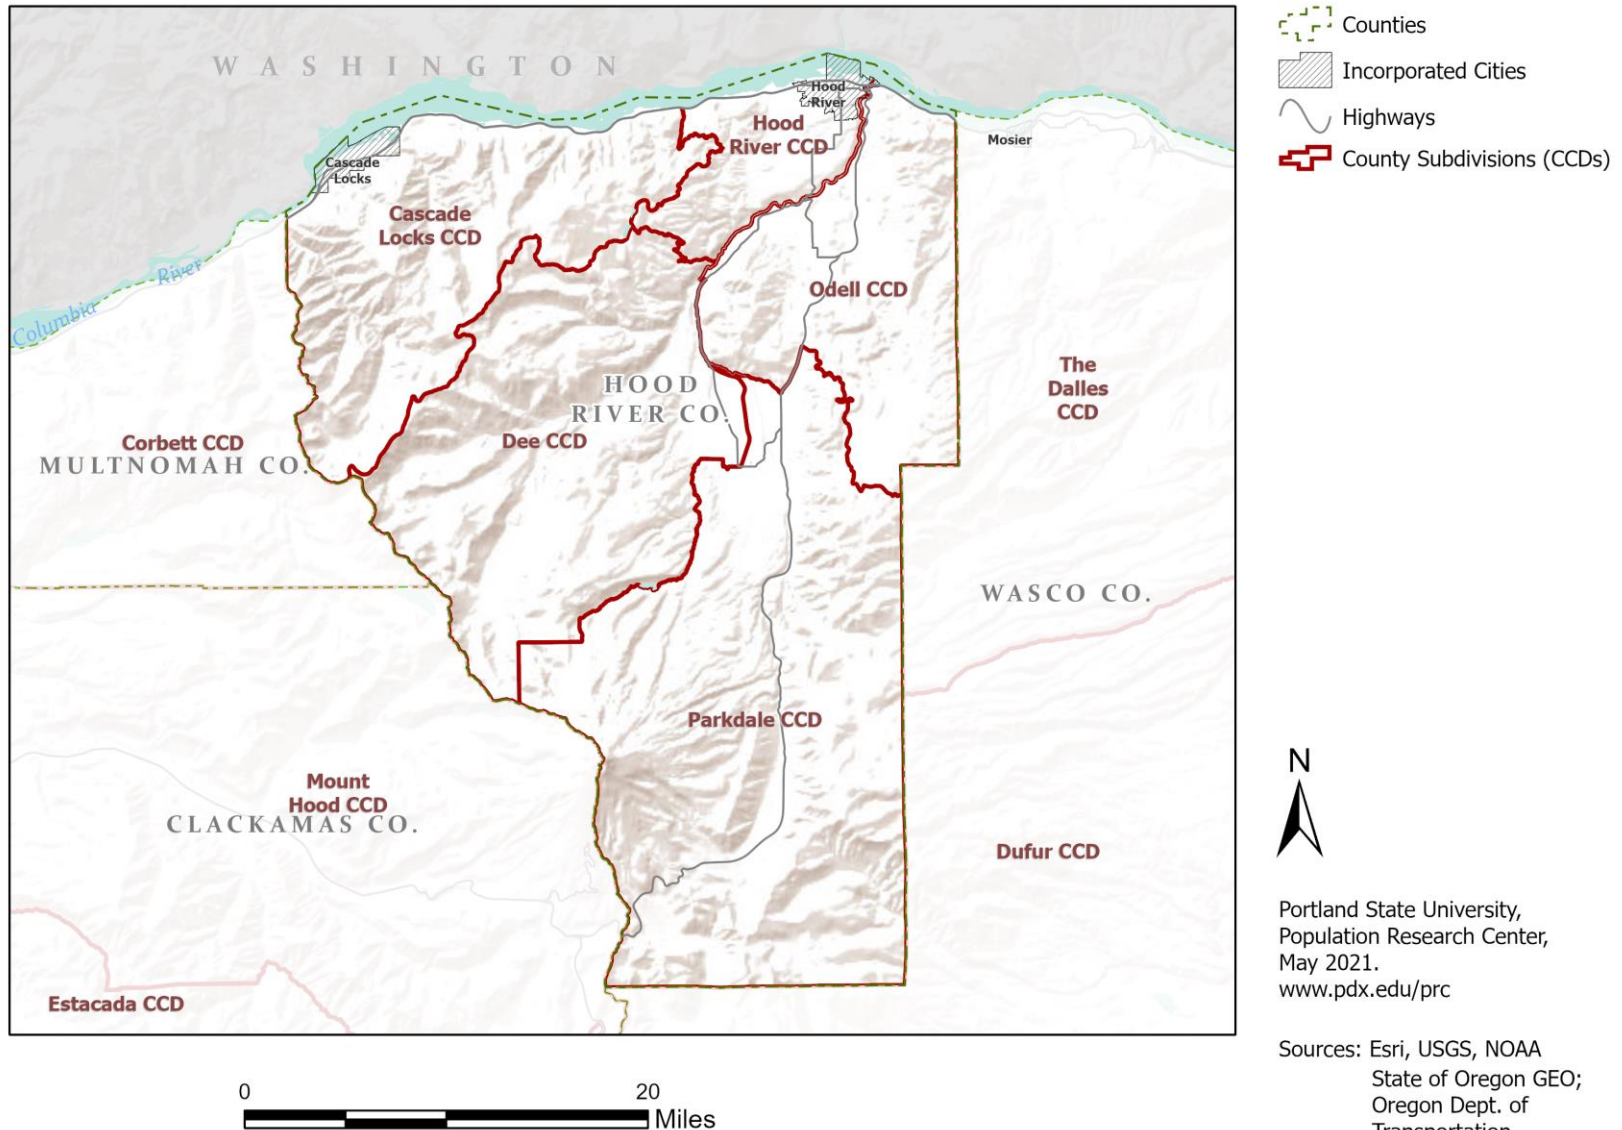 WASHINGTON
Hood
River
Hood
River CCD
Mosier
Cascade
Locks
Cascade
Locks CCD
Columbia River
Odell CCD
The
Dalles
CCD
HOOD
RIVER CO.
Dee CCD
Corbett CCD
MULTNOMAH CO.
WASCO CO.
Parkdale CCD
Mount
Hood CCD
CLACKAMAS CO.
Dufur CCD
Estacada CCD
0 20
Miles
Counties
Incorporated Cities
Highways
County Subdivisions (CCDs)
N
Portland State University,
Population Research Center,
May 2021.
www.pdx.edu/prc
Sources: Esri, USGS, NOAA
State of Oregon GEO;
Oregon Dept. of
Transportation